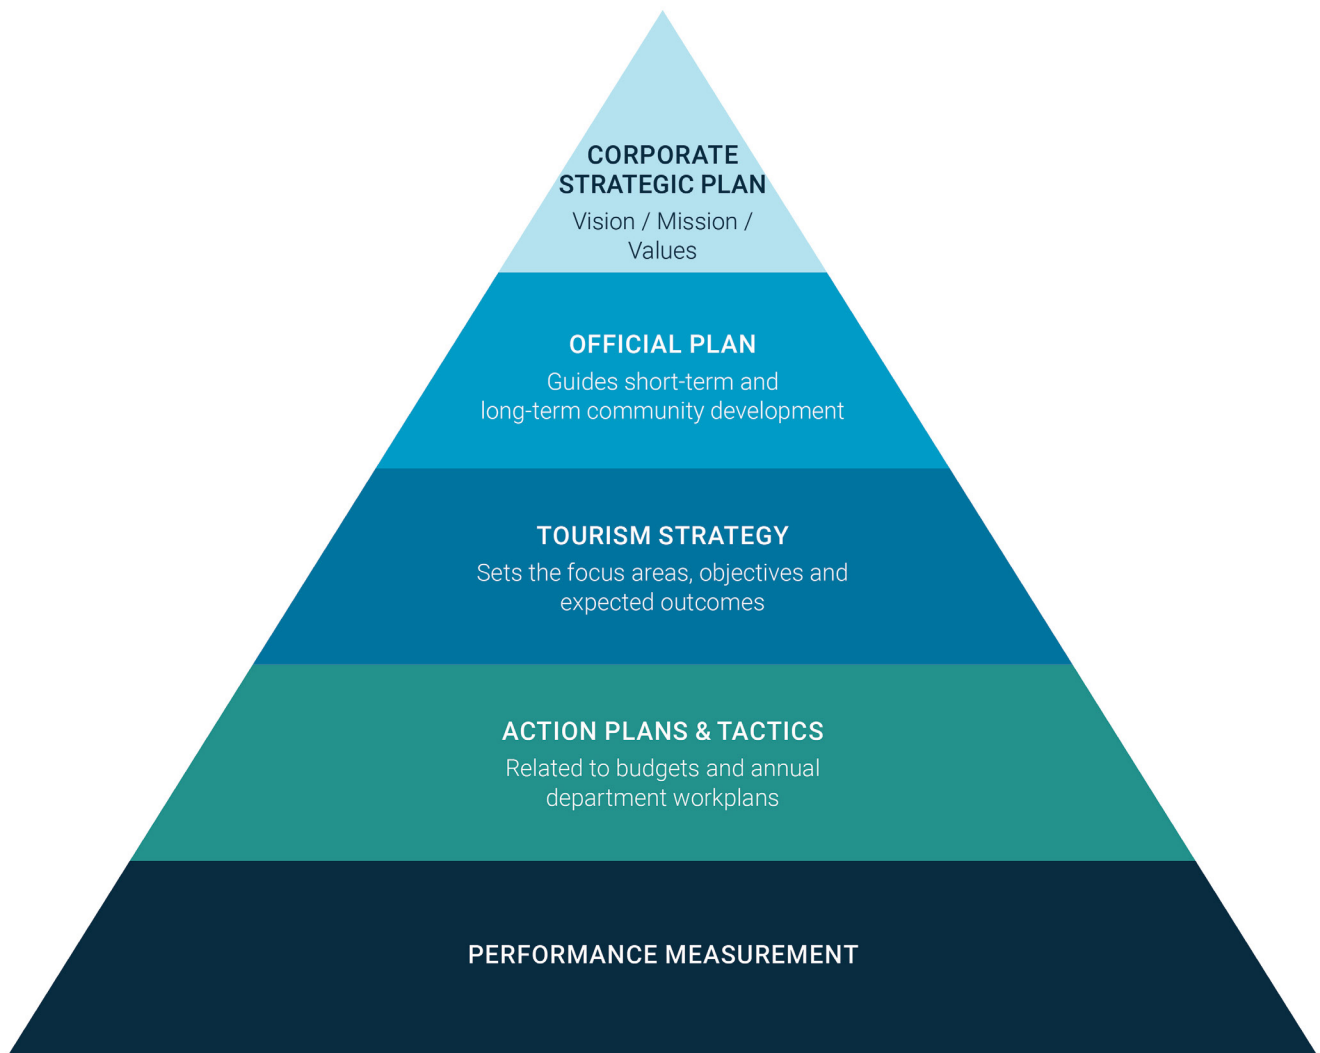 CORPORATE
STRATEGIC PLAN
Vision / Mission /
Values
OFFICIAL PLAN
Guides short-term and
long-term community development
TOURISM STRATEGY
Sets the focus areas, objectives and
expected outcomes
ACTION PLANS & TACTICS
Related to budgets and annual
department workplans
PERFORMANCE MEASUREMENT